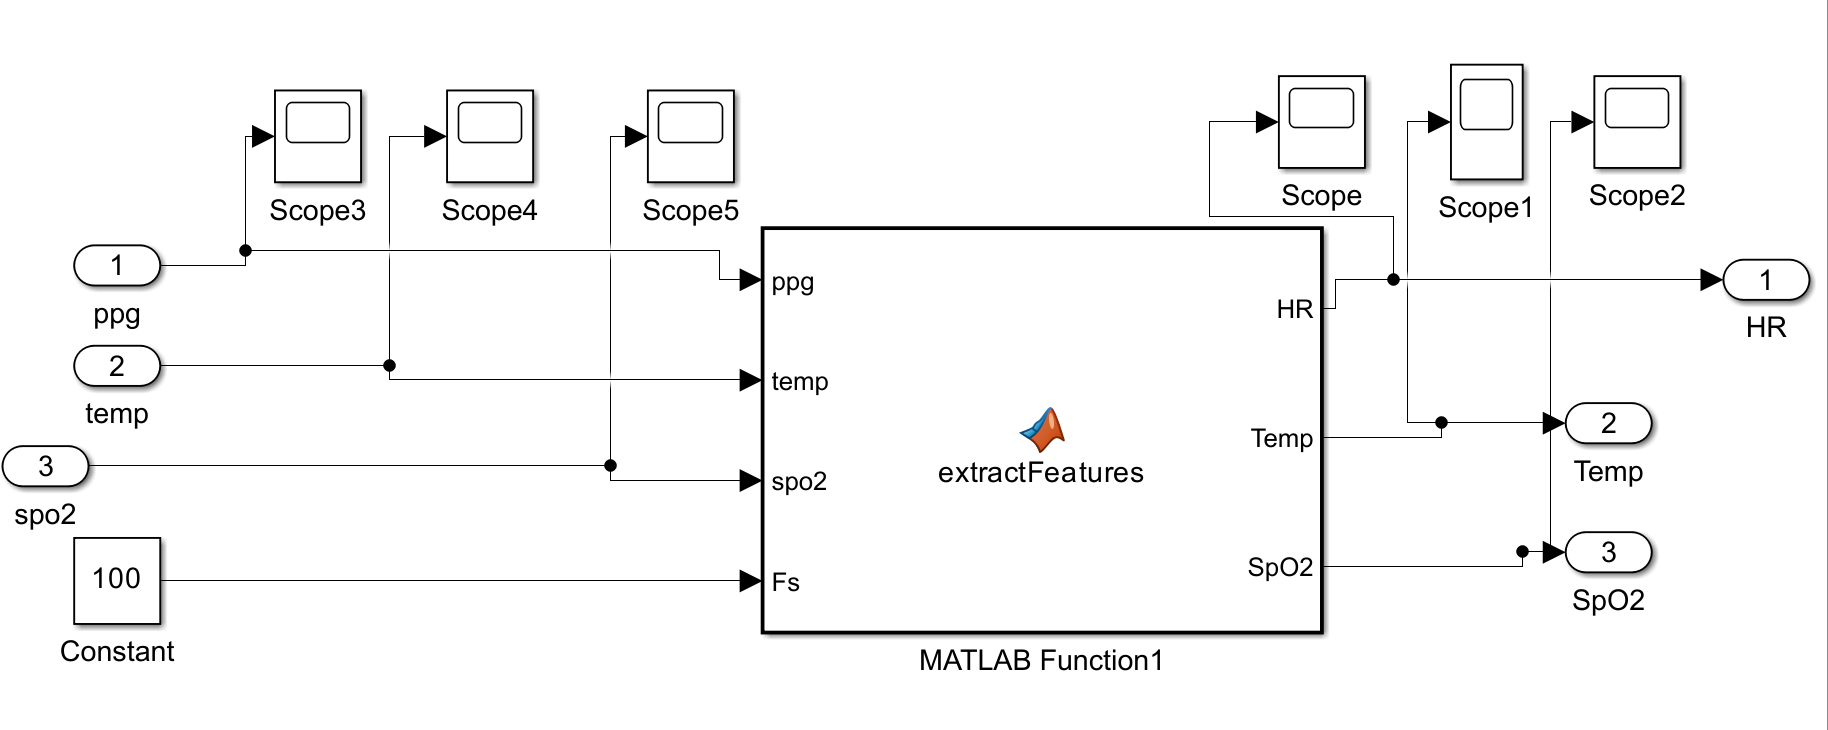 Scope3
Scope4
Scope5
Scope
Scope1
Scope2
1
ppg
2
temp
3
spo2
100
Constant
ppg
temp
spo2
Fs
extractFeatures
HR
Temp
SpO2
MATLAB Function1
1
HR
2
Temp
3
SpO2